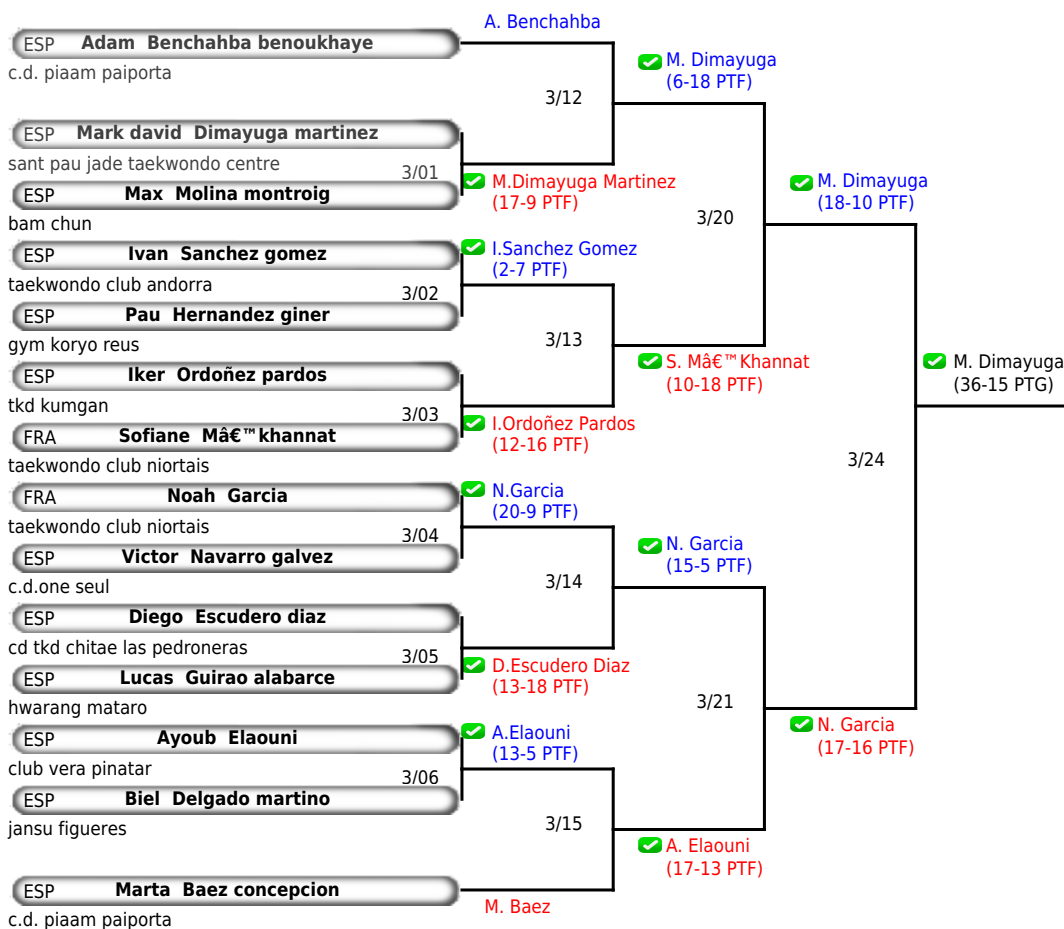 A. Benchahba
ESP Adam Benchahba benoukhaye
c.d. piaam paiporta
M. Dimayuga
(6-18 PTF)
3/12
ESP Mark david Dimayuga martinez
sant pau jade taekwondo centre
3/01
M.Dimayuga Martinez
(17-9 PTF)
M. Dimayuga
(18-10 PTF)
ESP Max Molina montroig
bam chun
3/20
ESP Ivan Sanchez gomez
I.Sanchez Gomez
(2-7 PTF)
taekwondo club andorra
3/02
ESP Pau Hernandez giner
gym koryo reus
3/13
S. Mâ€™Khannat
(10-18 PTF)
M. Dimayuga
(36-15 PTG)
ESP Iker Ordoñez pardos
tkd kumgan
3/03
I.Ordoñez Pardos
(12-16 PTF)
FRA Sofiane Mâ€™khannat
taekwondo club niortais
3/24
FRA Noah Garcia
N.Garcia
(20-9 PTF)
taekwondo club niortais
3/04
N. Garcia
(15-5 PTF)
ESP Victor Navarro galvez
c.d.one seul
3/14
ESP Diego Escudero diaz
cd tkd chitae las pedroneras
3/05
D.Escudero Diaz
(13-18 PTF)
ESP Lucas Guirao alabarce
hwarang mataro
3/21
N. Garcia
(17-16 PTF)
ESP Ayoub Elaouni
A.Elaouni
(13-5 PTF)
club vera pinatar
3/06
ESP Biel Delgado martino
jansu figueres
3/15
A. Elaouni
(17-13 PTF)
ESP Marta Baez concepcion
M. Baez
c.d. piaam paiporta